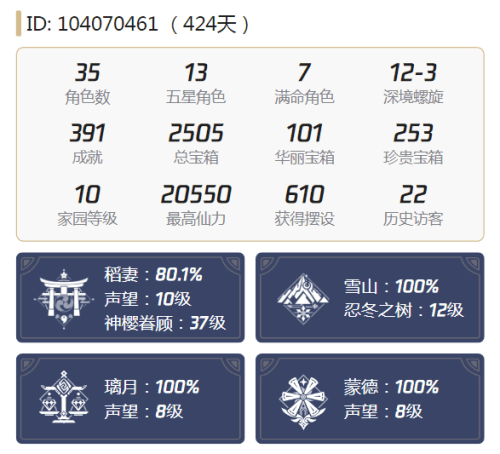 ID: 104070461（424天）
35 13 7 12-3
角色数 五星角色 满命角色 深境螺旋
391 2505 101 253
成就 总宝箱 华丽宝箱 珍贵宝箱
10 20550 610 22
家园等级 最高仙力 获得摆设 历史访客
稻妻：80.1%
声望：10级
神樱眷顾：37级
雪山：100%
忍冬之树：12级
璃月：100%
声望：8级
蒙德：100%
声望：8级